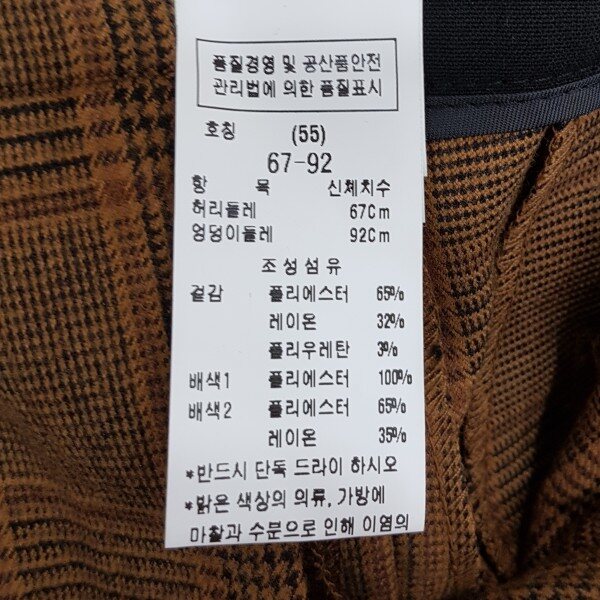 품질경영 및 공산품안전
관리법에 의한 품질표시
호칭 (55)
67-92
항 목 신체치수
허리둘레 67Cm
엉덩이둘레 92Cm
조성섬유
겉감 폴리에스터 65%
레이온 32%
폴리우레탄 3%
배색1 폴리에스터 100%
배색2 폴리에스터 65%
레이온 35%
*반드시 단독 드라이 하시오
*밝은 색상의 의류, 가방에
마찰과 수분으로 인해 이염의